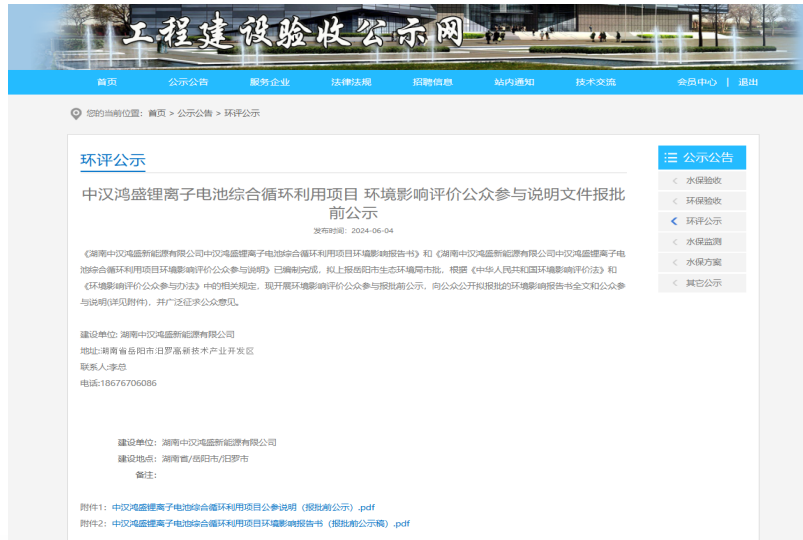 工程建设验收公示网
首页 公示公告 服务企业 法律法规 招聘信息 站内通知 技术交流 会员中心 | 退出
您的当前位置：首页 > 公示公告 > 环评公示
环评公示
中汉鸿盛锂离子电池综合循环利用项目 环境影响评价公众参与说明文件报批
前公示
发布时间：2024-06-04
《湖南中汉鸿盛新能源有限公司中汉鸿盛锂离子电池综合循环利用项目环境影响报告书》和《湖南中汉鸿盛新能源有限公司中汉鸿盛锂离子电
池综合循环利用项目环境影响评价公众参与说明》已编制完成，拟上报岳阳市生态环境局审批，根据《中华人民共和国环境影响评价法》和
《环境影响评价公众参与办法》中的相关规定，现开展环境影响评价公众参与报批前公示，向公众公开拟报批的环境影响报告书全文和公众参
与说明(详见附件)，并广泛征求公众意见。
建设单位: 湖南中汉鸿盛新能源有限公司
地址:湖南省岳阳市汨罗高新技术产业开发区
联系人:李总
电话:18676706086
建设单位：湖南中汉鸿盛新能源有限公司
建设地点：湖南省/岳阳市/汨罗市
备注：
附件1：中汉鸿盛锂离子电池综合循环利用项目公参说明（报批前公示）.pdf
附件2：中汉鸿盛锂离子电池综合循环利用项目环境影响报告书（报批前公示稿）.pdf
公示公告
水保验收
环保验收
环评公示
水保监测
水保方案
其它公示